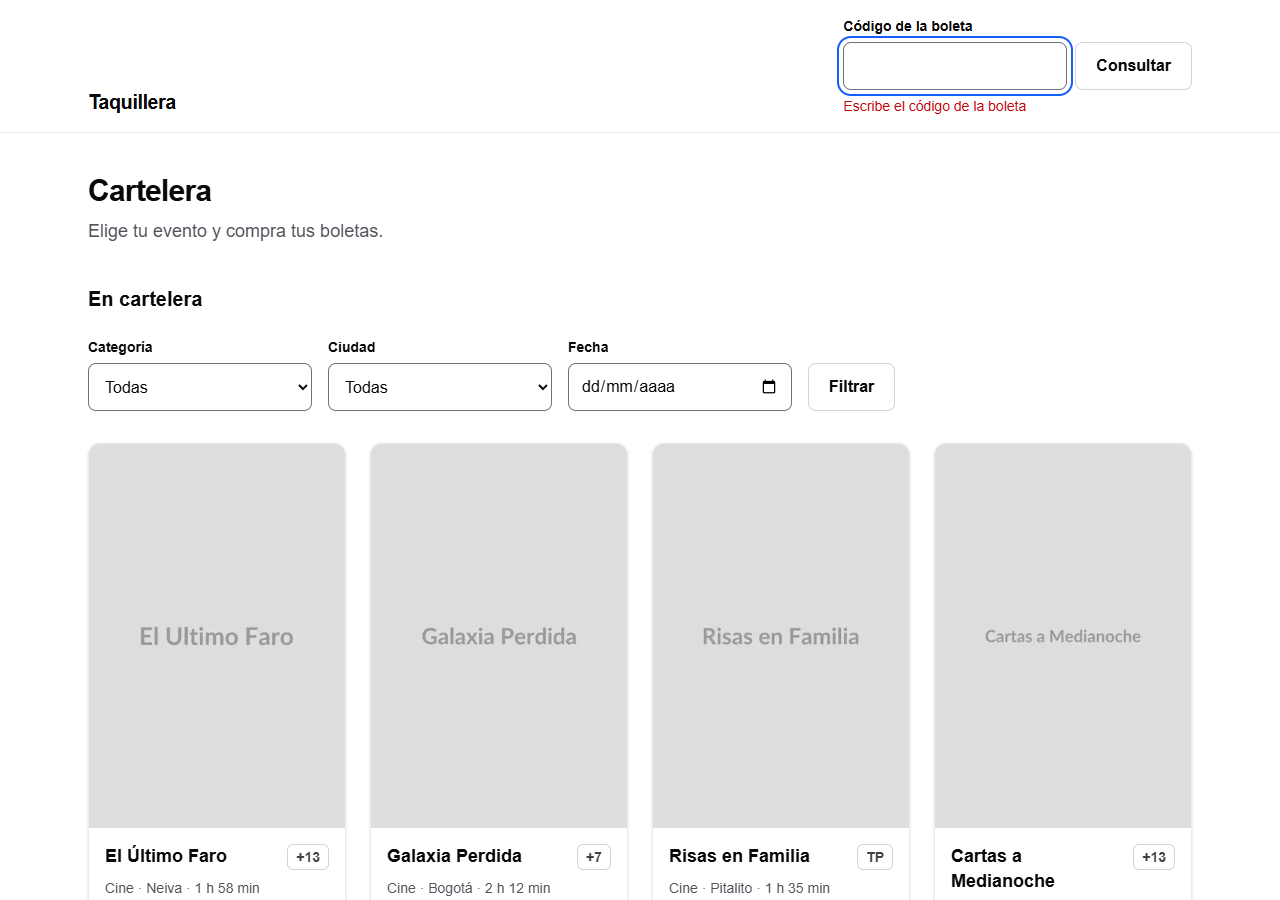 Código de la boleta
Consultar
Taquillera
Escribe el código de la boleta
Cartelera
Elige tu evento y compra tus boletas.
En cartelera
Categoría
Ciudad
Fecha
Todas
Todas
dd/mm/aaaa
Filtrar
El Ultimo Faro
Galaxia Perdida
Risas en Familia
Cartas a Medianoche
El Último Faro
+13
Cine · Neiva · 1 h 58 min
Galaxia Perdida
+7
Cine · Bogotá · 2 h 12 min
Risas en Familia
TP
Cine · Pitalito · 1 h 35 min
Cartas a
Medianoche
+13